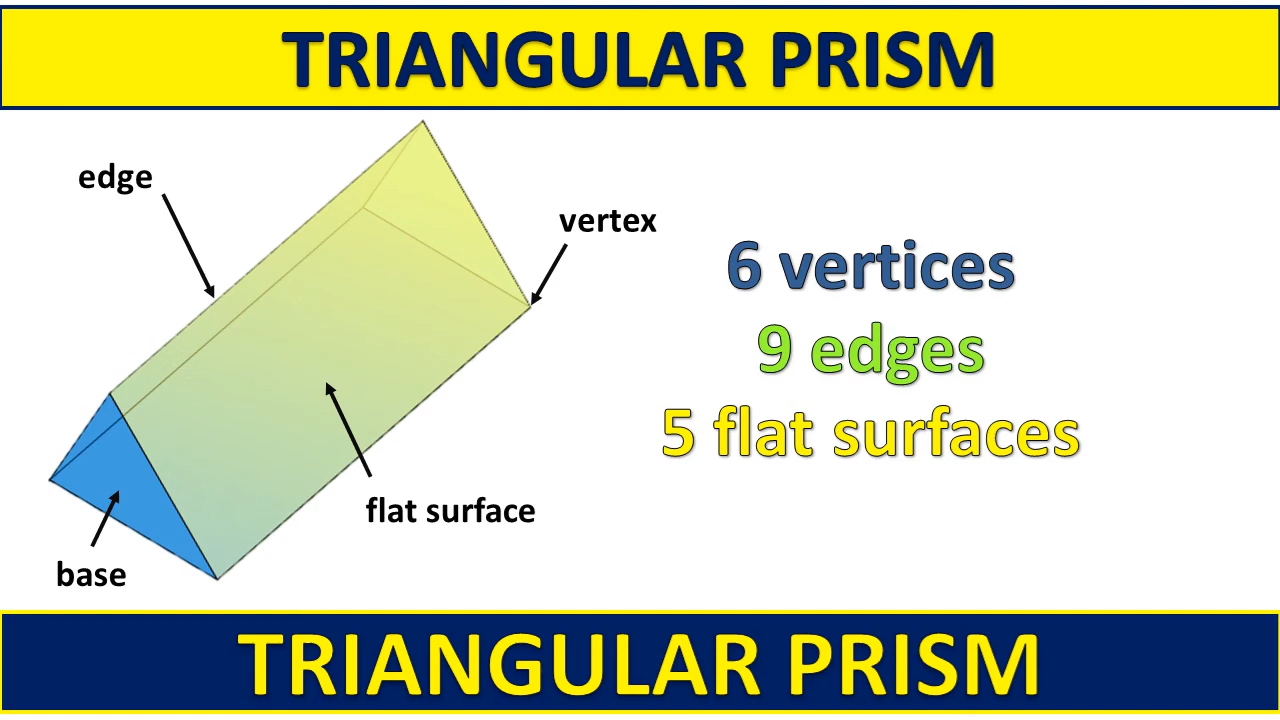 TRIANGULAR PRISM
edge
vertex
6 vertices
9 edges
5 flat surfaces
flat surface
base
TRIANGULAR PRISM